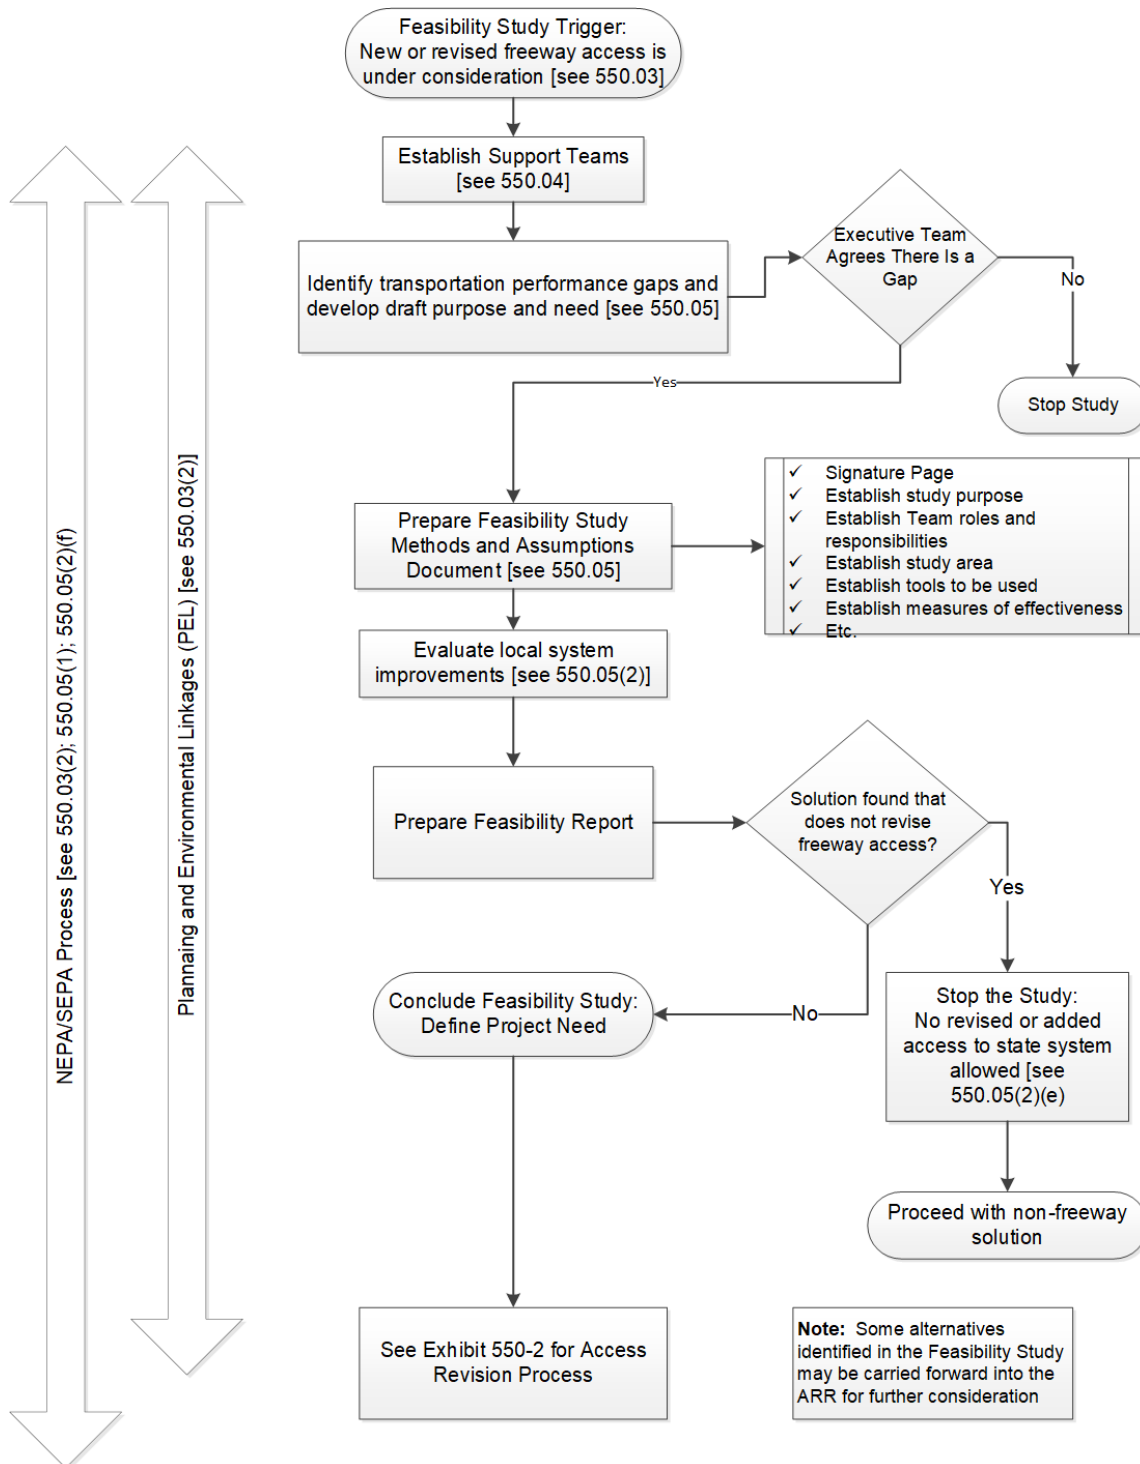 Feasibility Study Trigger:
New or revised freeway access is
under consideration [see 550.03]
Establish Support Teams
[see 550.04]
Identify transportation performance gaps and
develop draft purpose and need [see 550.05]
Executive Team
Agrees There Is a
Gap
No
Stop Study
Yes
Prepare Feasibility Study
Methods and Assumptions
Document [see 550.05]
✓ Signature Page
✓ Establish study purpose
✓ Establish Team roles and
responsibilities
✓ Establish study area
✓ Establish tools to be used
✓ Establish measures of effectiveness
✓ Etc.
Evaluate local system
improvements [see 550.05(2)]
Prepare Feasibility Report
Solution found that
does not revise
freeway access?
Yes
No
Conclude Feasibility Study:
Define Project Need
Stop the Study:
No revised or added
access to state system
allowed [see
550.05(2)(e)
Proceed with non-freeway
solution
See Exhibit 550-2 for Access
Revision Process
Note: Some alternatives
identified in the Feasibility Study
may be carried forward into the
ARR for further consideration
NEPA/SEPA Process [see 550.03(2); 550.05(1); 550.05(2)(f)
Plannaing and Environmental Linkages (PEL) [see 550.03(2)]